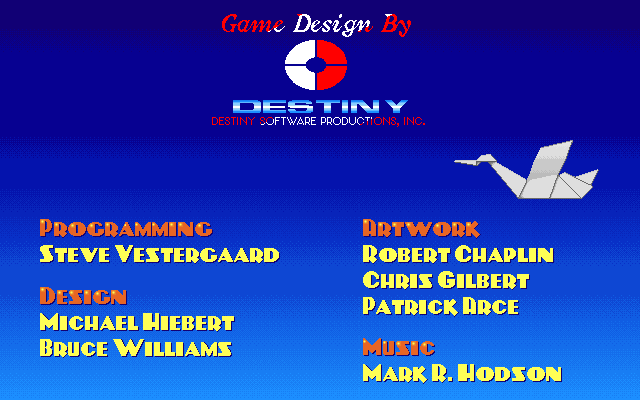 Game Design By
DESTINY
DESTINY SOFTWARE PRODUCTIONS, INC.
PROGRAMMING
STEVE VESTERGAARD
DESIGN
MICHAEL HIEBERT
BRUCE WILLIAMS
ARTWORK
ROBERT CHAPLIN
CHRIS GILBERT
PATRICK ARCE
MUSIC
MARK R. HODSON